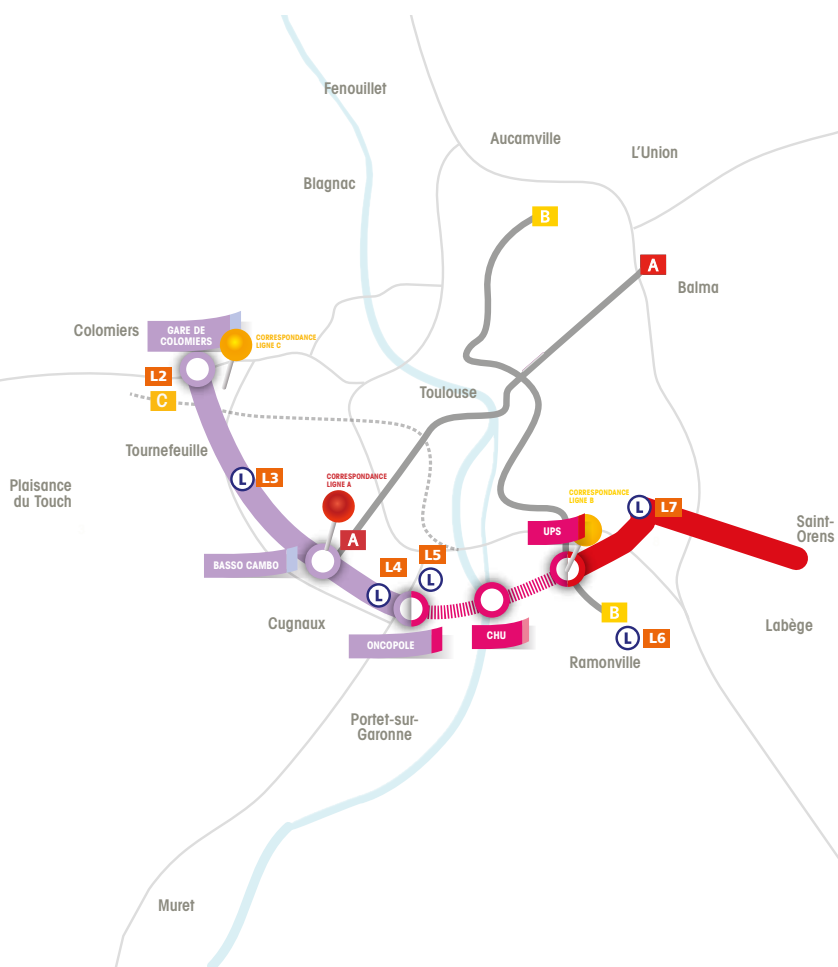 Fenouillet
Aucamville
L'Union
Blagnac
B
A
Balma
Colomiers
GARE DE
COLOMIERS
CORRESPONDANCE
LIGNE C
L2
C
Toulouse
Tournefeuille
L
L3
CORRESPONDANCE
LIGNE A
Plaisance
du Touch
CORRESPONDANCE
LIGNE B
L
L7
UPS
Saint-
Orens
A
BASSO CAMBO
L4
L5
L
L
B
Cugnaux
L
L6
ONCOPOLE
CHU
Labège
Ramonville
Portet-sur-
Garonne
Muret